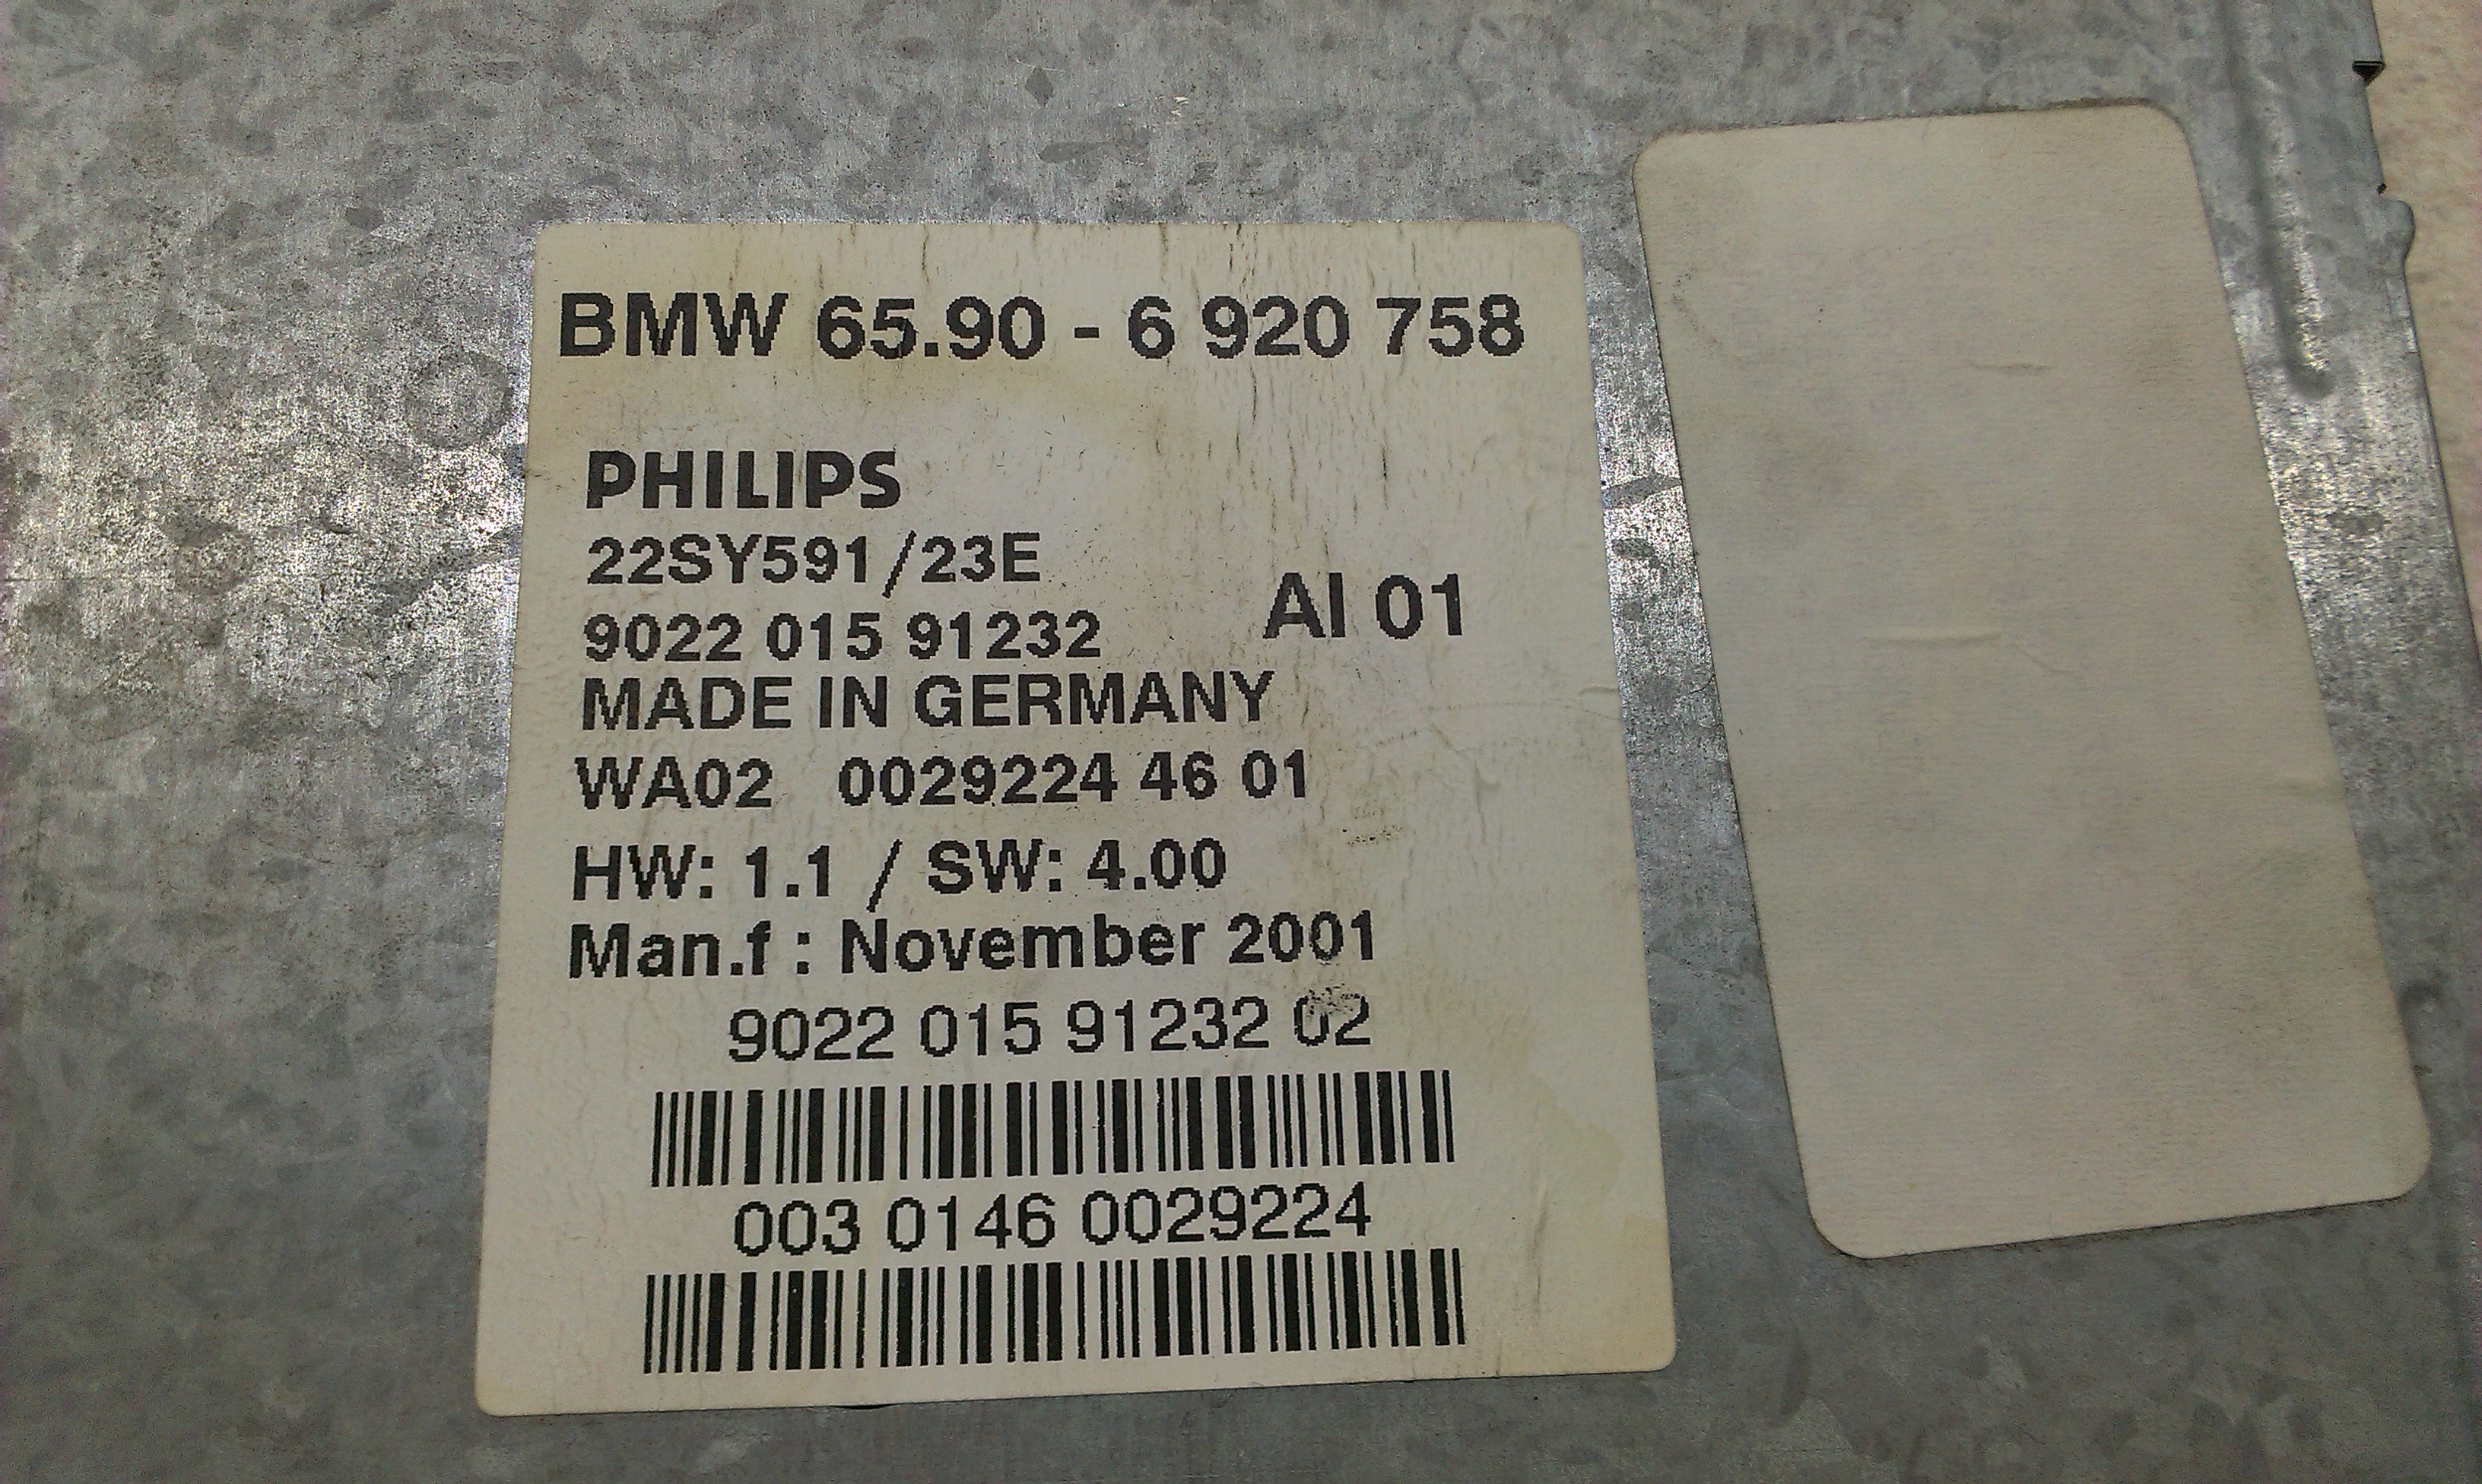 BMW 65.90 - 6 920 758
PHILIPS
22SY591/23E
9022 015 91232
AI 01
MADE IN GERMANY
WA02 0029224 46 01
HW: 1.1 / SW: 4.00
Man.f : November 2001
9022 015 91232 02
003 0146 0029224